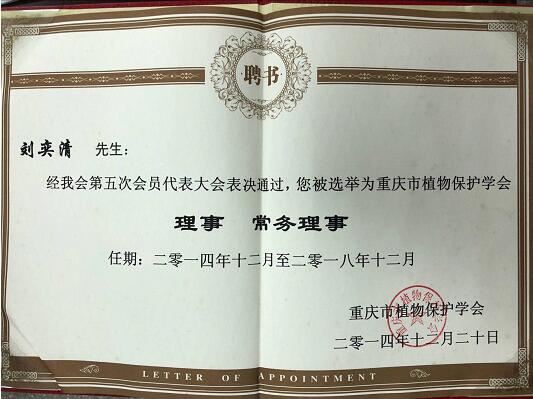 聘书
刘奕清 先生：
经我会第五次会员代表大会表决通过，您被选举为重庆市植物保护学会
理事 常务理事
任期：二零一四年十二月至二零一八年十二月
重庆市植物保护学会
二零一四年十二月二十日
LETTER OF APPOINTMENT